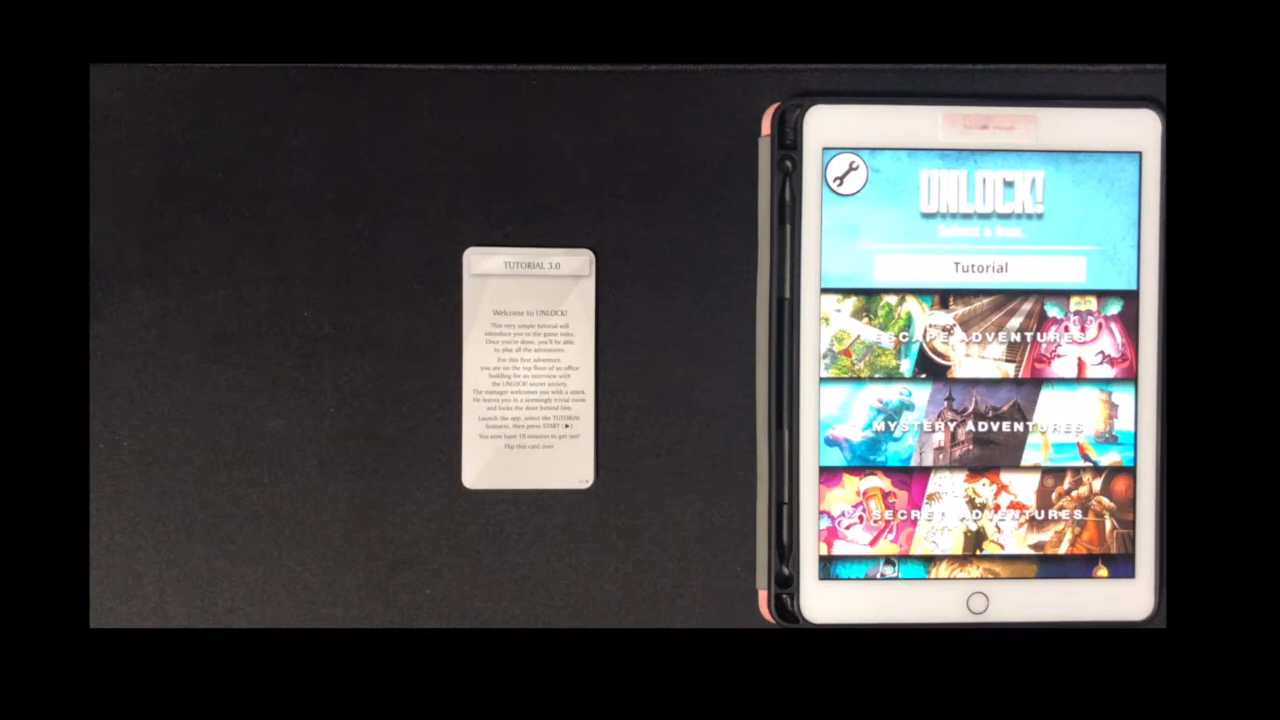 TUTORIAL 3.0
Welcome to UNLOCK!
This very simple tutorial will
introduce you to the game rules.
Once you're done, you'll be able
to play all the adventures.
For this first adventure,
you are on the top floor of an office
building for an interview with
the UNLOCK! secret society.
The manager welcomes you with a smirk.
He leaves you in a seemingly trivial room
and locks the door behind him.
Launch the app, select the TUTORIAL
Scenario, then press START (▶)
You now have 10 minutes to get out!
Flip this card over.
UNLOCK!
Select a box.
Tutorial
ESCAPE ADVENTURES
MYSTERY ADVENTURES
SECRET ADVENTURES